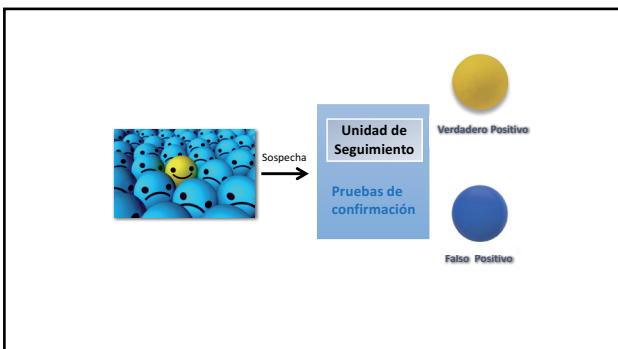 Sospecha
Unidad de
Seguimiento
Pruebas de
confirmación
Verdadero Positivo
Falso Positivo